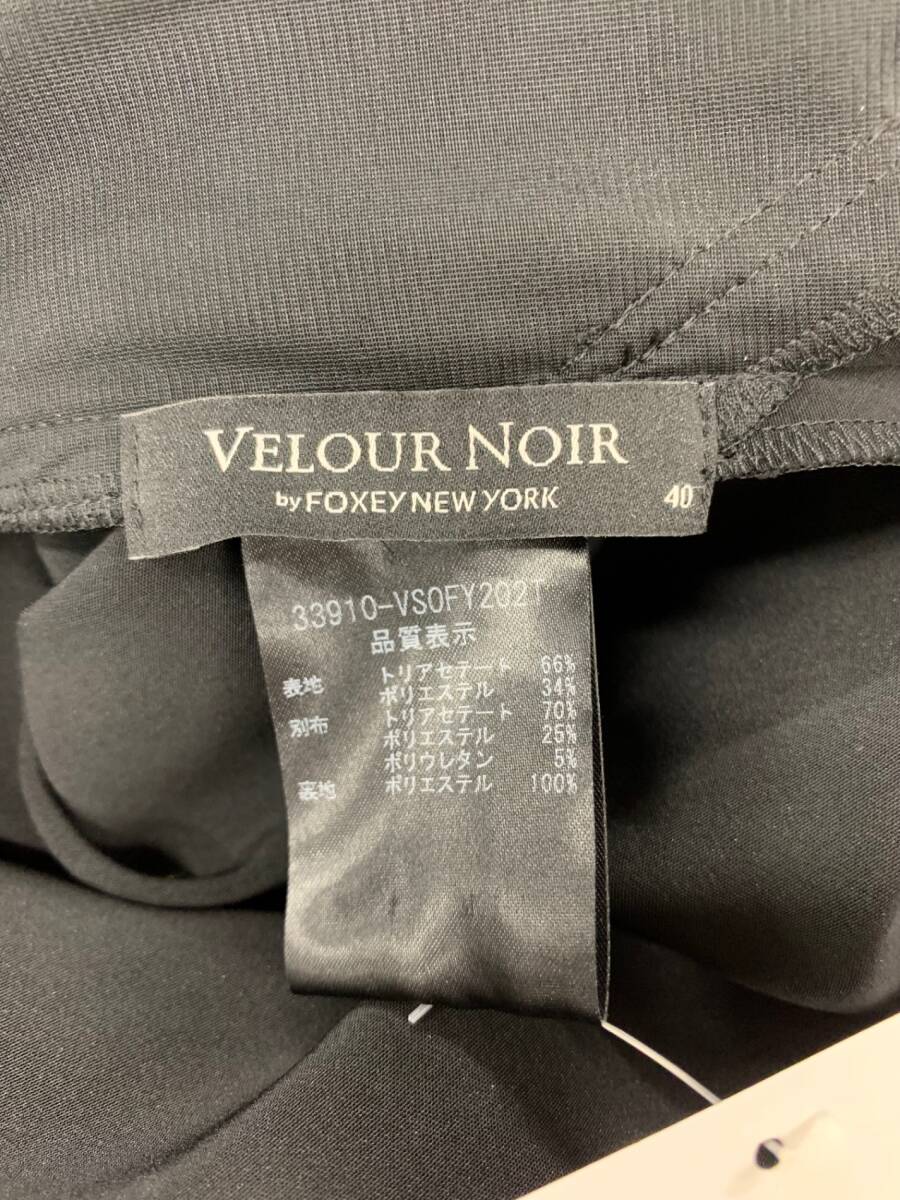 VELOUR NOIR
by FOXEY NEW YORK 40
33910-VS0FY202T
品質表示
表地 トリアセテート 66%
ポリエステル 34%
別布 トリアセテート 70%
ポリエステル 25%
ポリウレタン 5%
裏地 ポリエステル 100%